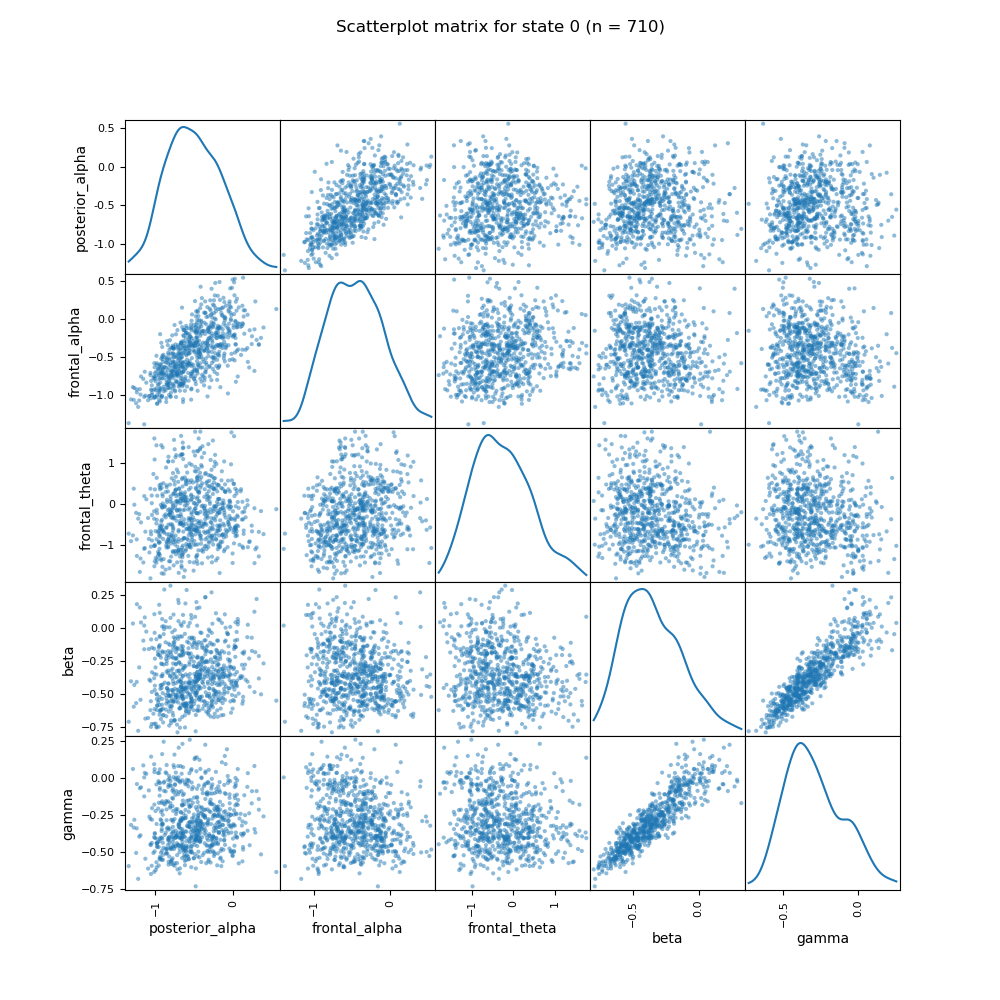 Scatterplot matrix for state 0 (n = 710)
posterior_alpha
0.5
0.0
-0.5
-1.0
frontal_alpha
0.5
0.0
−0.5
−1.0
frontal_theta
1
0
−1
beta
0.25
0.00
−0.25
−0.50
−0.75
gamma
0.25
0.00
−0.25
−0.50
−0.75
−1
0
−1
0
−1
0
1
−0.5
0.0
−0.5
0.0
posterior_alpha
frontal_alpha
frontal_theta
beta
gamma